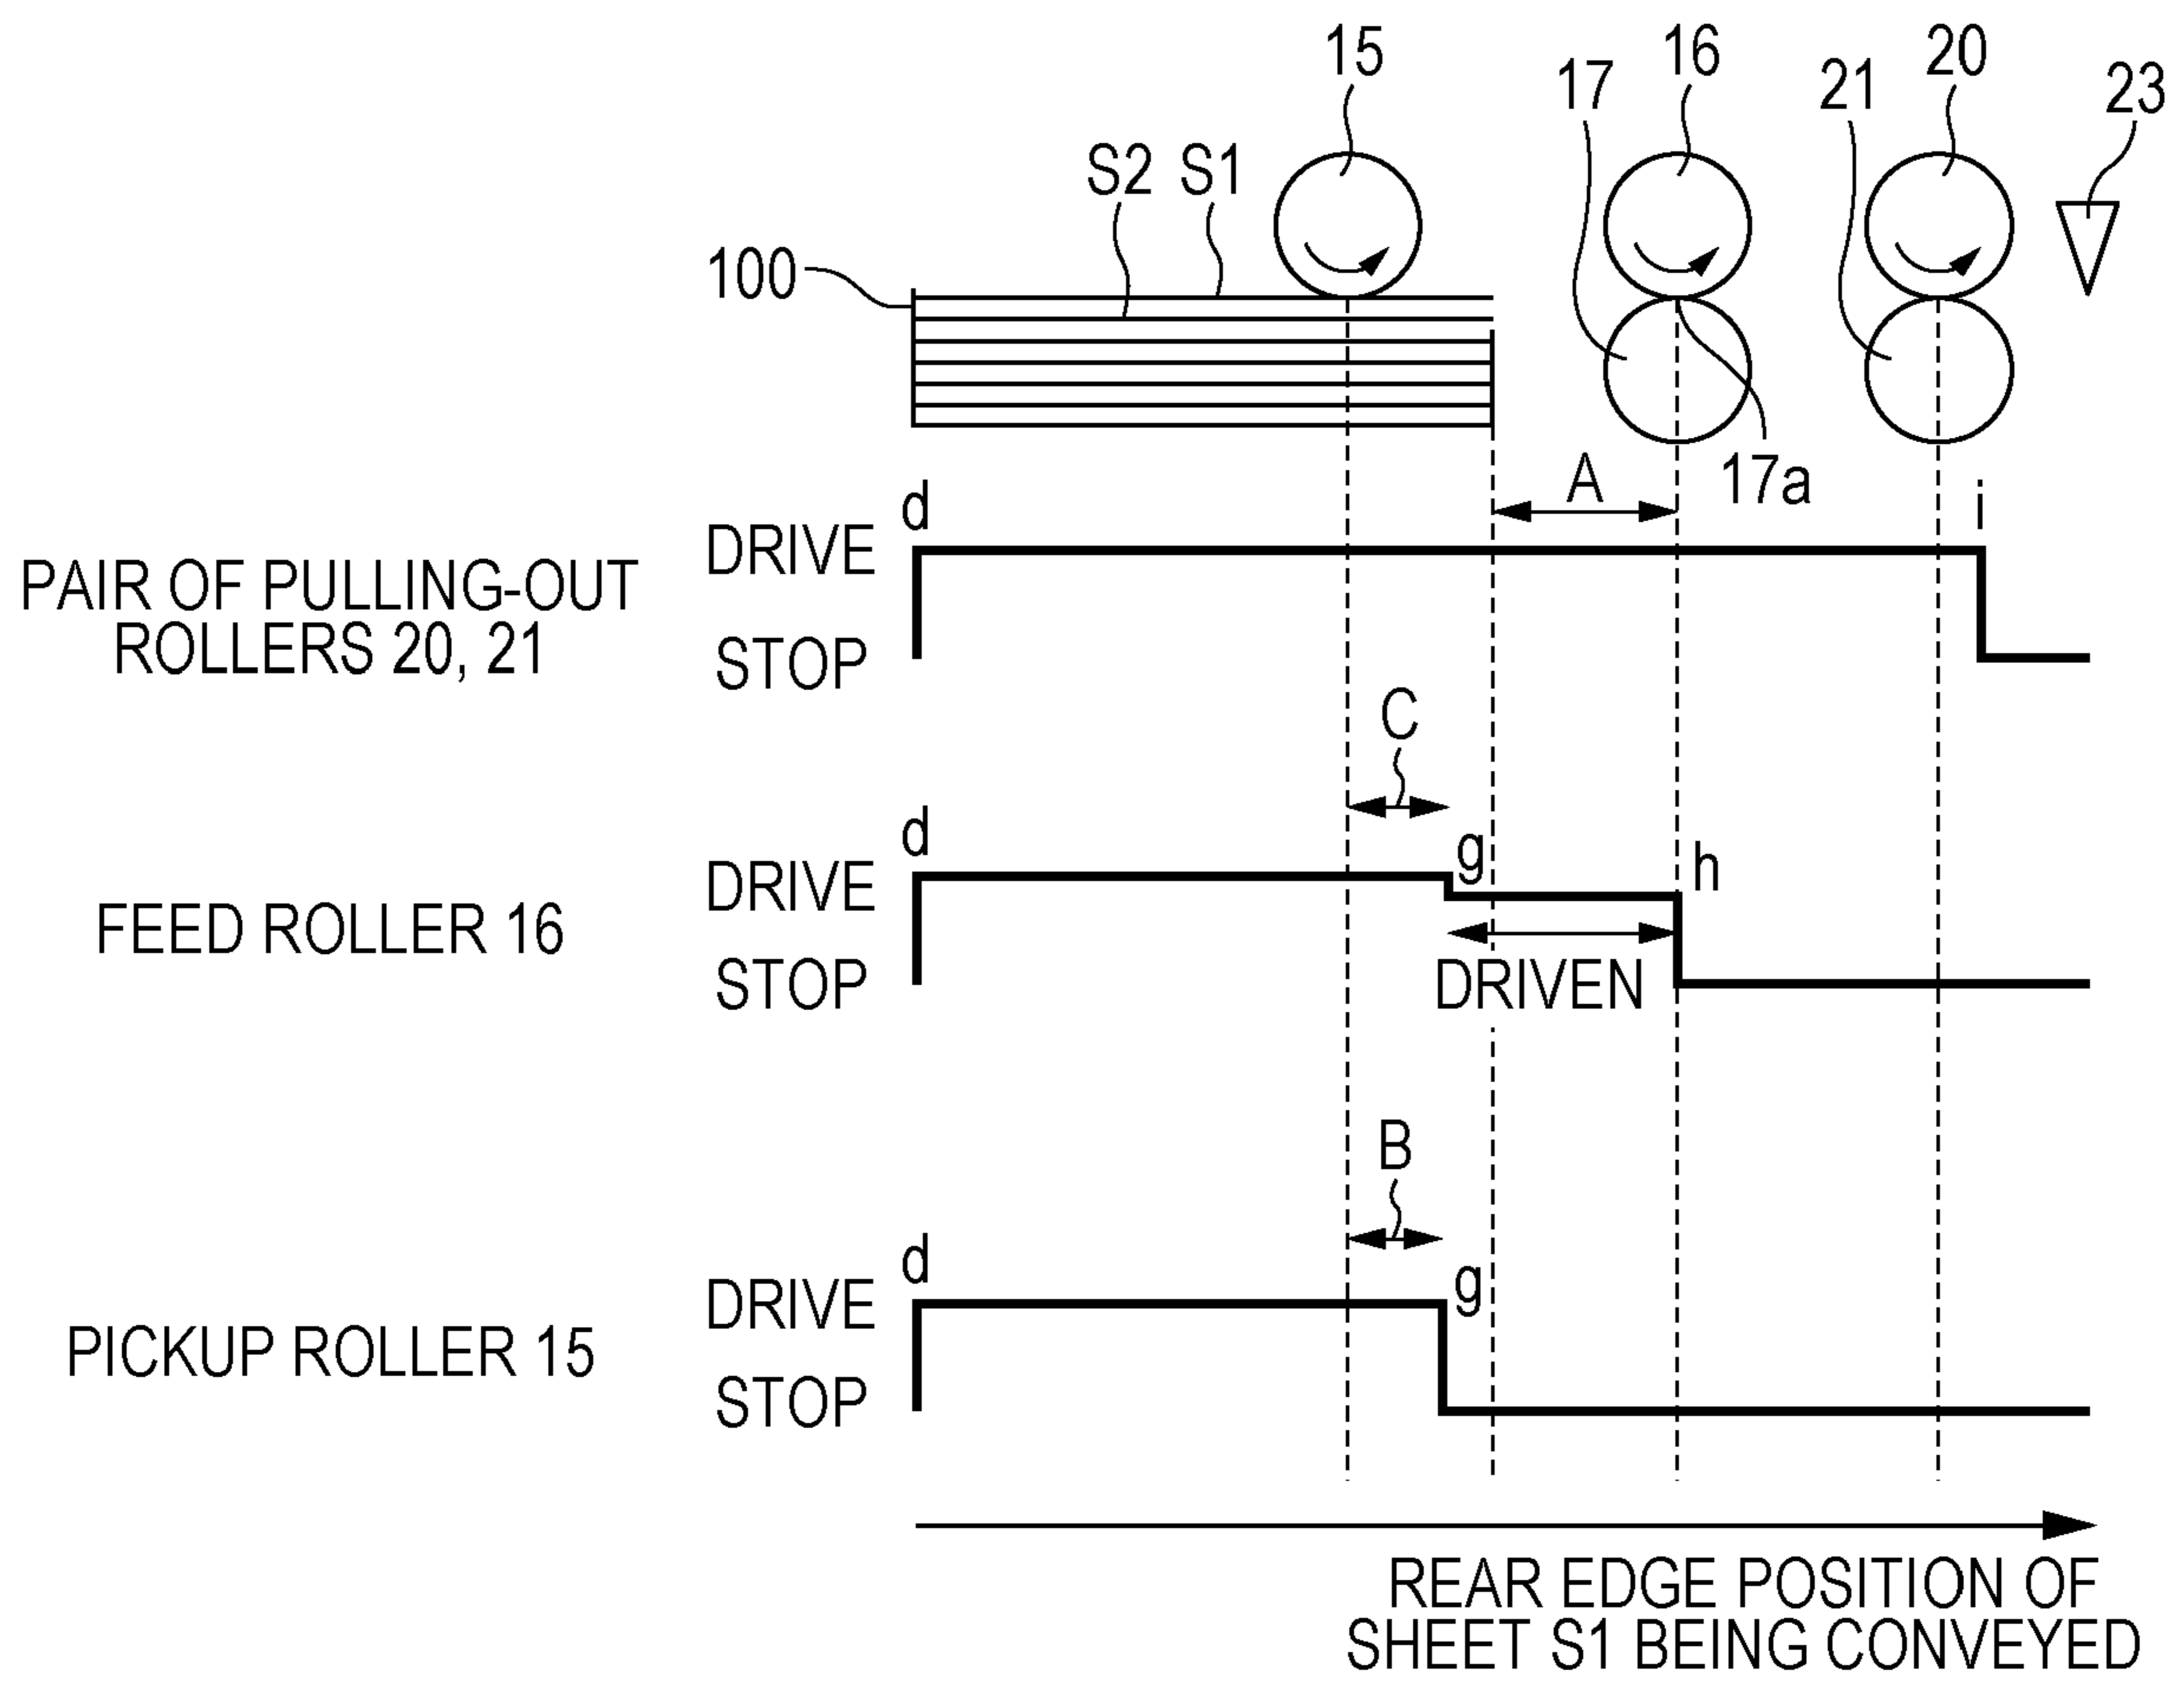 15
16
17
20
21
23
S2
S1
100
17a
A
d
i
DRIVE
PAIR OF PULLING-OUT
ROLLERS 20, 21
STOP
C
d
g
h
DRIVE
FEED ROLLER 16
STOP
DRIVEN
B
d
g
DRIVE
PICKUP ROLLER 15
STOP
REAR EDGE POSITION OF
SHEET S1 BEING CONVEYED